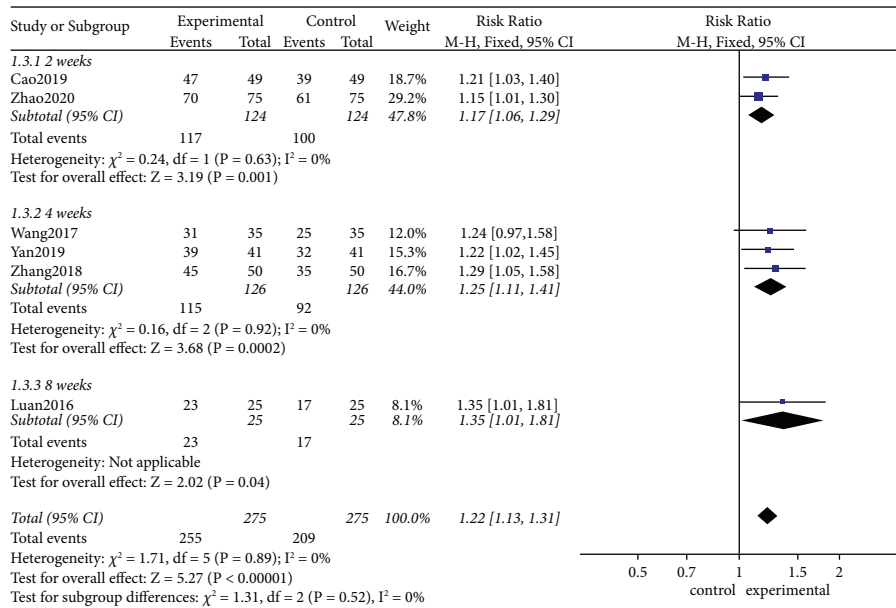 Study or Subgroup Experimental Control Weight Risk Ratio Risk Ratio
Events Total Events Total M-H, Fixed, 95% CI M-H, Fixed, 95% CI
1.3.1 2 weeks
Cao2019 47 49 39 49 18.7% 1.21 [1.03, 1.40]
Zhao2020 70 75 61 75 29.2% 1.15 [1.01, 1.30]
Subtotal (95% CI) 124 124 47.8% 1.17 [1.06, 1.29]
Total events 117 100
Heterogeneity: χ² = 0.24, df = 1 (P = 0.63); I² = 0%
Test for overall effect: Z = 3.19 (P = 0.001)
1.3.2 4 weeks
Wang2017 31 35 25 35 12.0% 1.24 [0.97,1.58]
Yan2019 39 41 32 41 15.3% 1.22 [1.02, 1.45]
Zhang2018 45 50 35 50 16.7% 1.29 [1.05, 1.58]
Subtotal (95% CI) 126 126 44.0% 1.25 [1.11, 1.41]
Total events 115 92
Heterogeneity: χ² = 0.16, df = 2 (P = 0.92); I² = 0%
Test for overall effect: Z = 3.68 (P = 0.0002)
1.3.3 8 weeks
Luan2016 23 25 17 25 8.1% 1.35 [1.01, 1.81]
Subtotal (95% CI) 25 25 8.1% 1.35 [1.01, 1.81]
Total events 23 17
Heterogeneity: Not applicable
Test for overall effect: Z = 2.02 (P = 0.04)
Total (95% CI) 275 275 100.0% 1.22 [1.13, 1.31]
Total events 255 209
Heterogeneity: χ² = 1.71, df = 5 (P = 0.89); I² = 0%
Test for overall effect: Z = 5.27 (P < 0.00001)
Test for subgroup differences: χ² = 1.31, df = 2 (P = 0.52), I² = 0%
0.5 0.7 1 1.5 2
control experimental